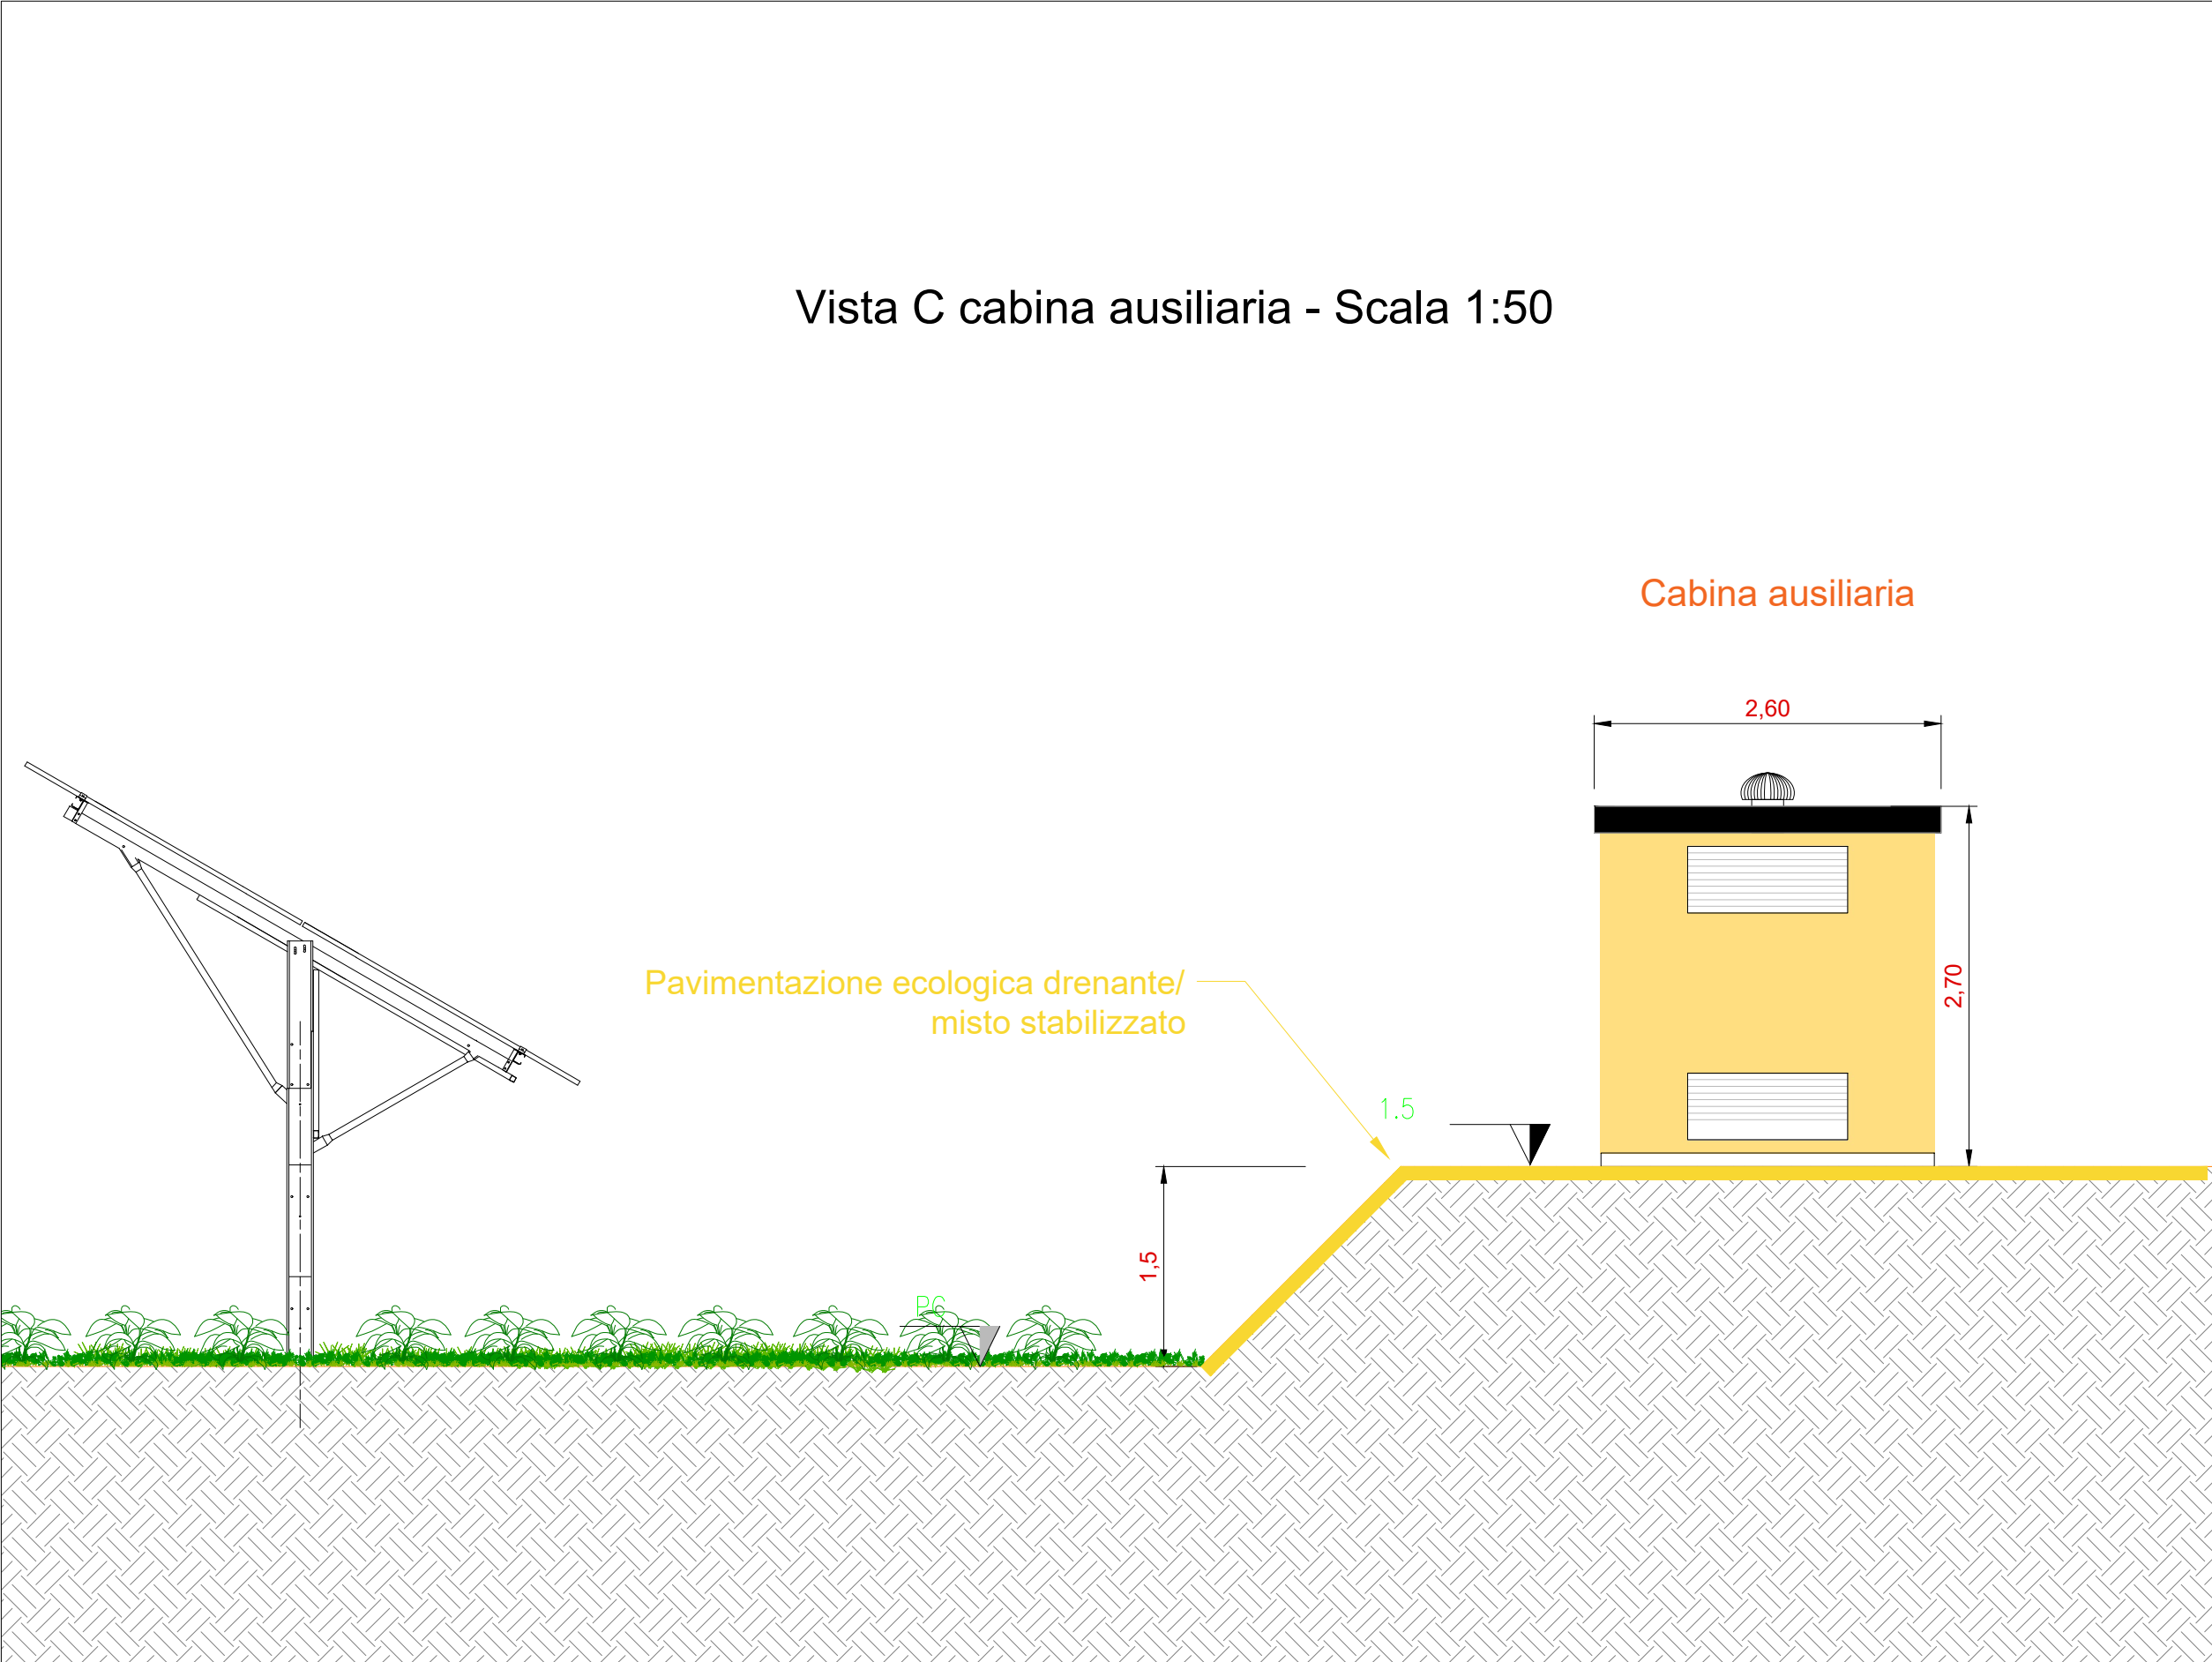 Vista C cabina ausiliaria - Scala 1:50
Cabina ausiliaria
2,60
2,70
Pavimentazione ecologica drenante/
misto stabilizzato
1.5
1,5
PC